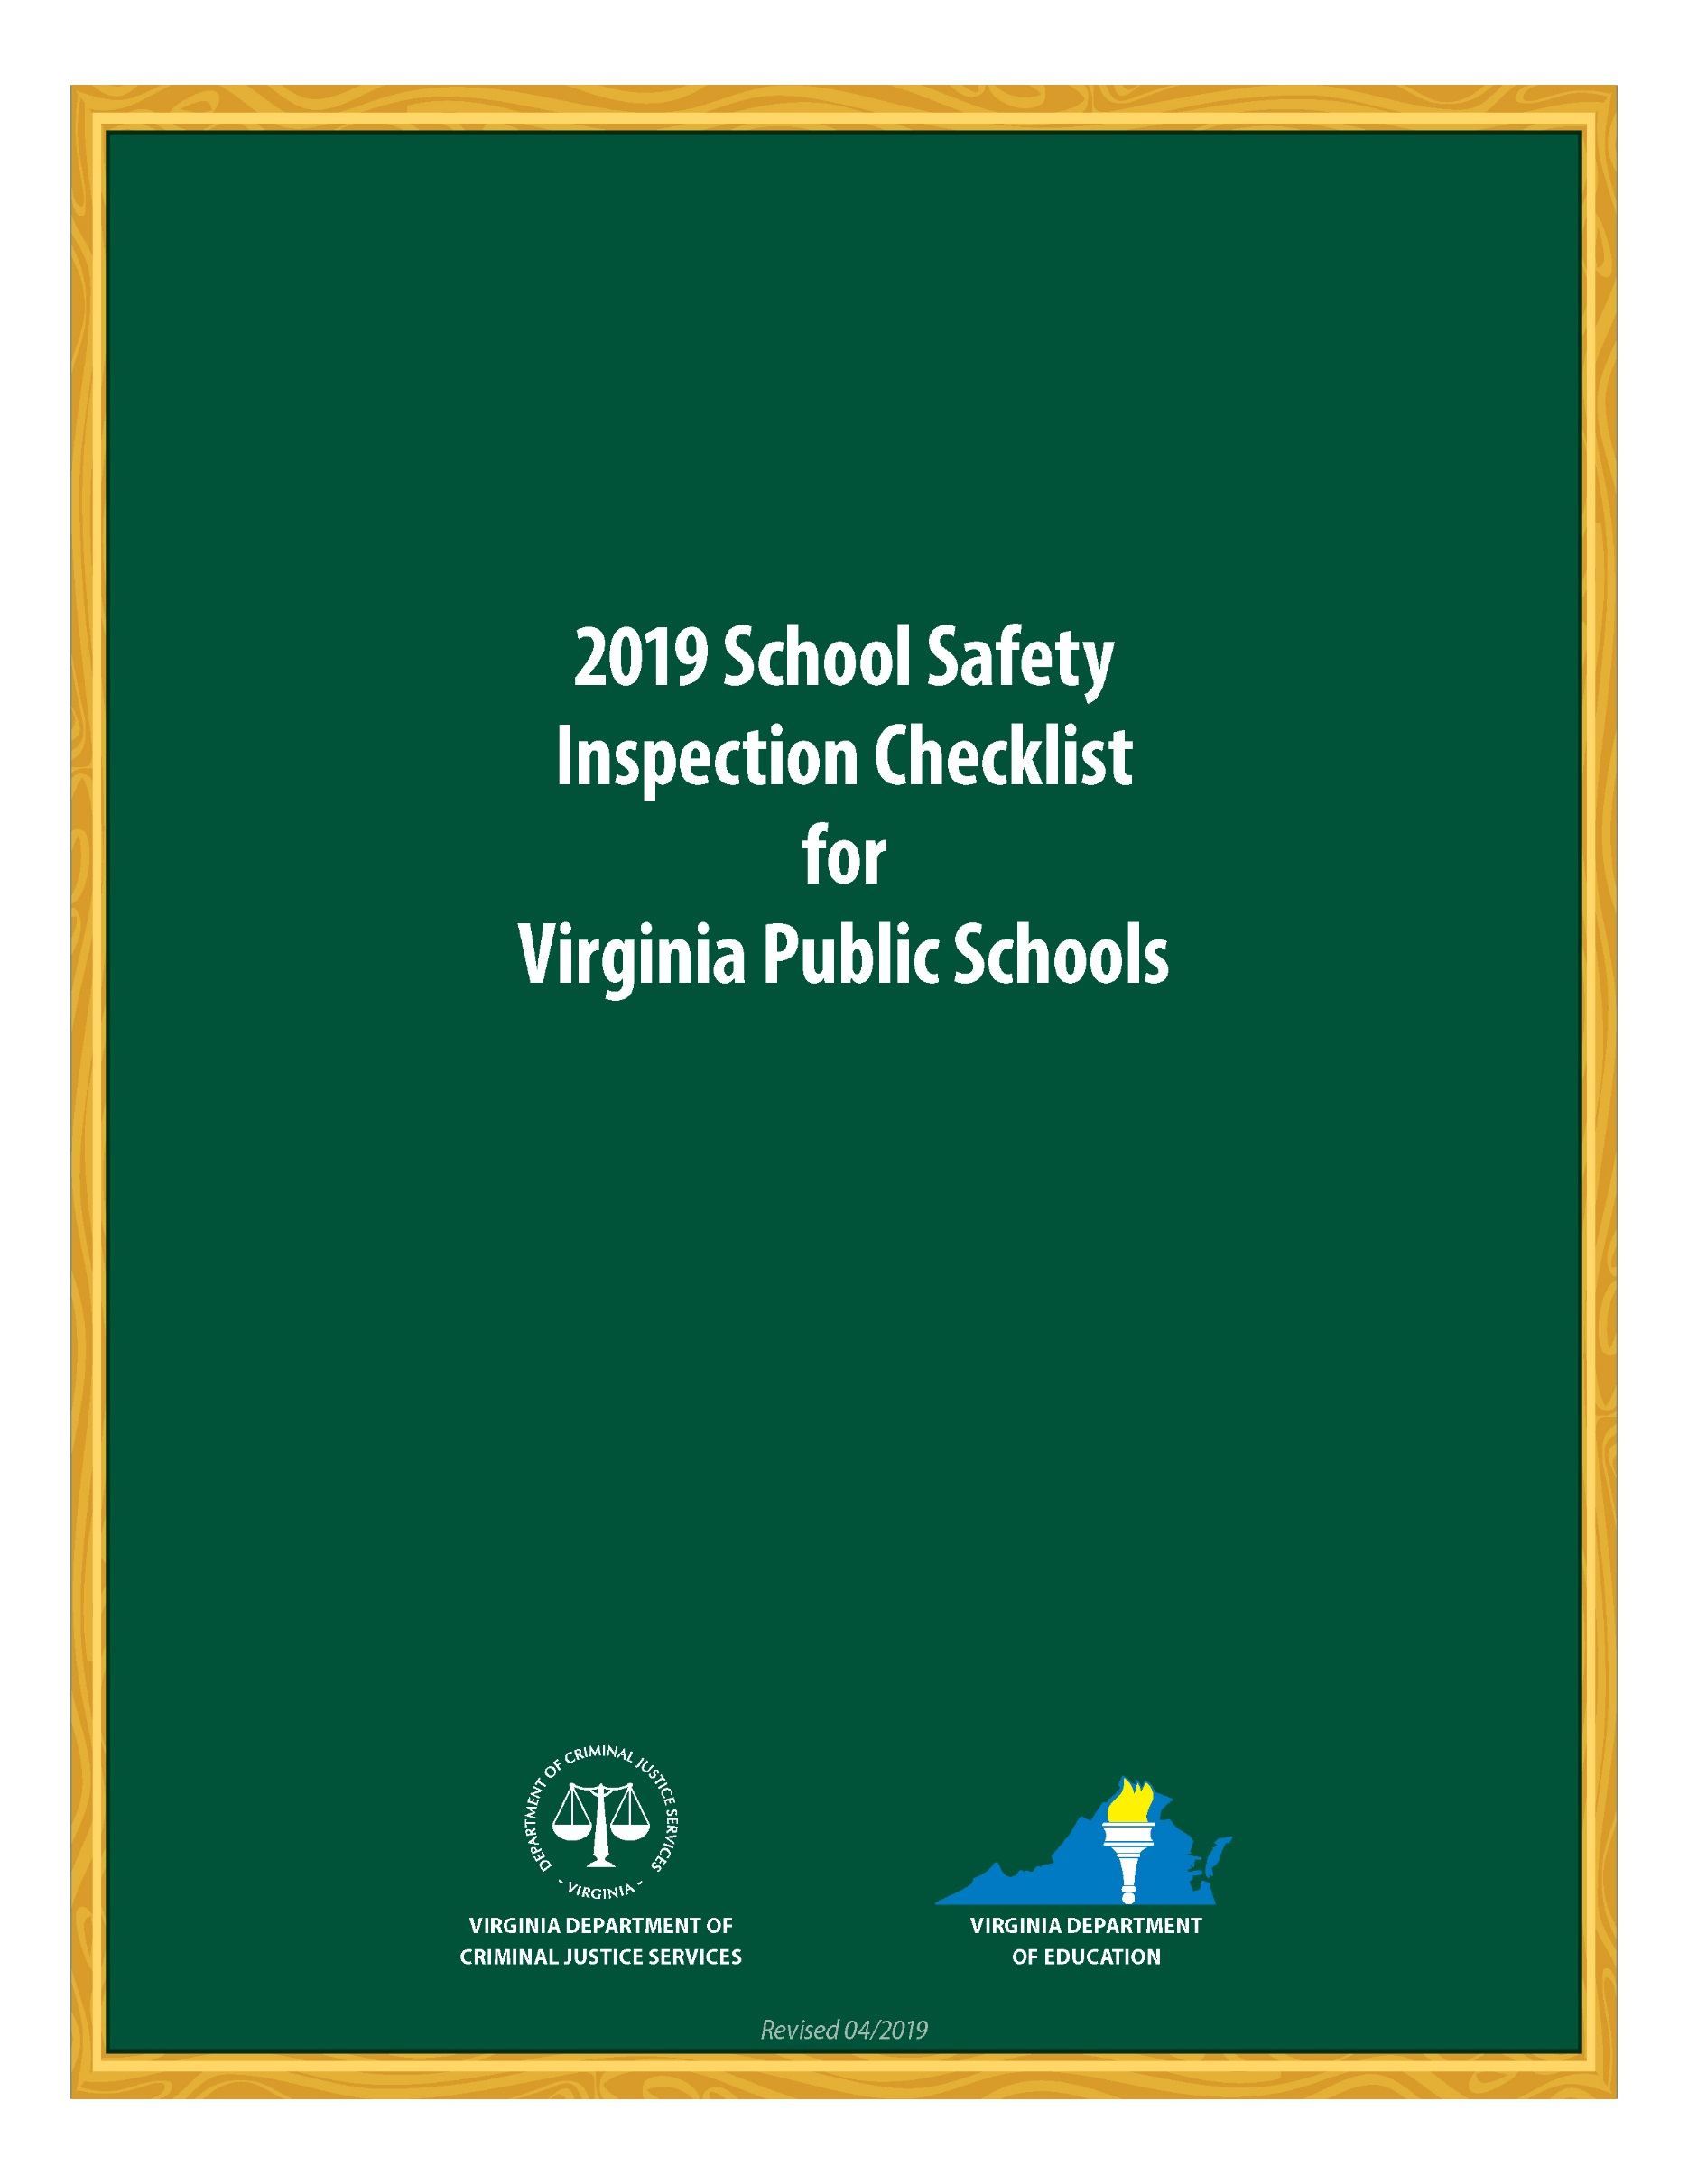 2019 School Safety
Inspection Checklist
for
Virginia Public Schools
DEPARTMENT OF CRIMINAL JUSTICE SERVICES
- VIRGINIA -
VIRGINIA DEPARTMENT OF
CRIMINAL JUSTICE SERVICES
VIRGINIA DEPARTMENT
OF EDUCATION
Revised 04/2019